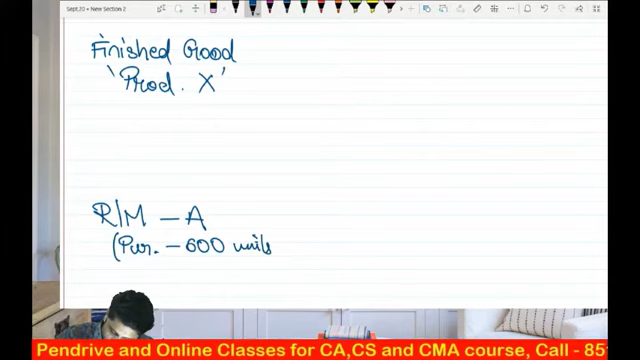 Sept.20 • New Section 2
Finished Good
'Prod. X'
R/M – A
(Pur. – 600 units
Pendrive and Online Classes for CA,CS and CMA course, Call - 85